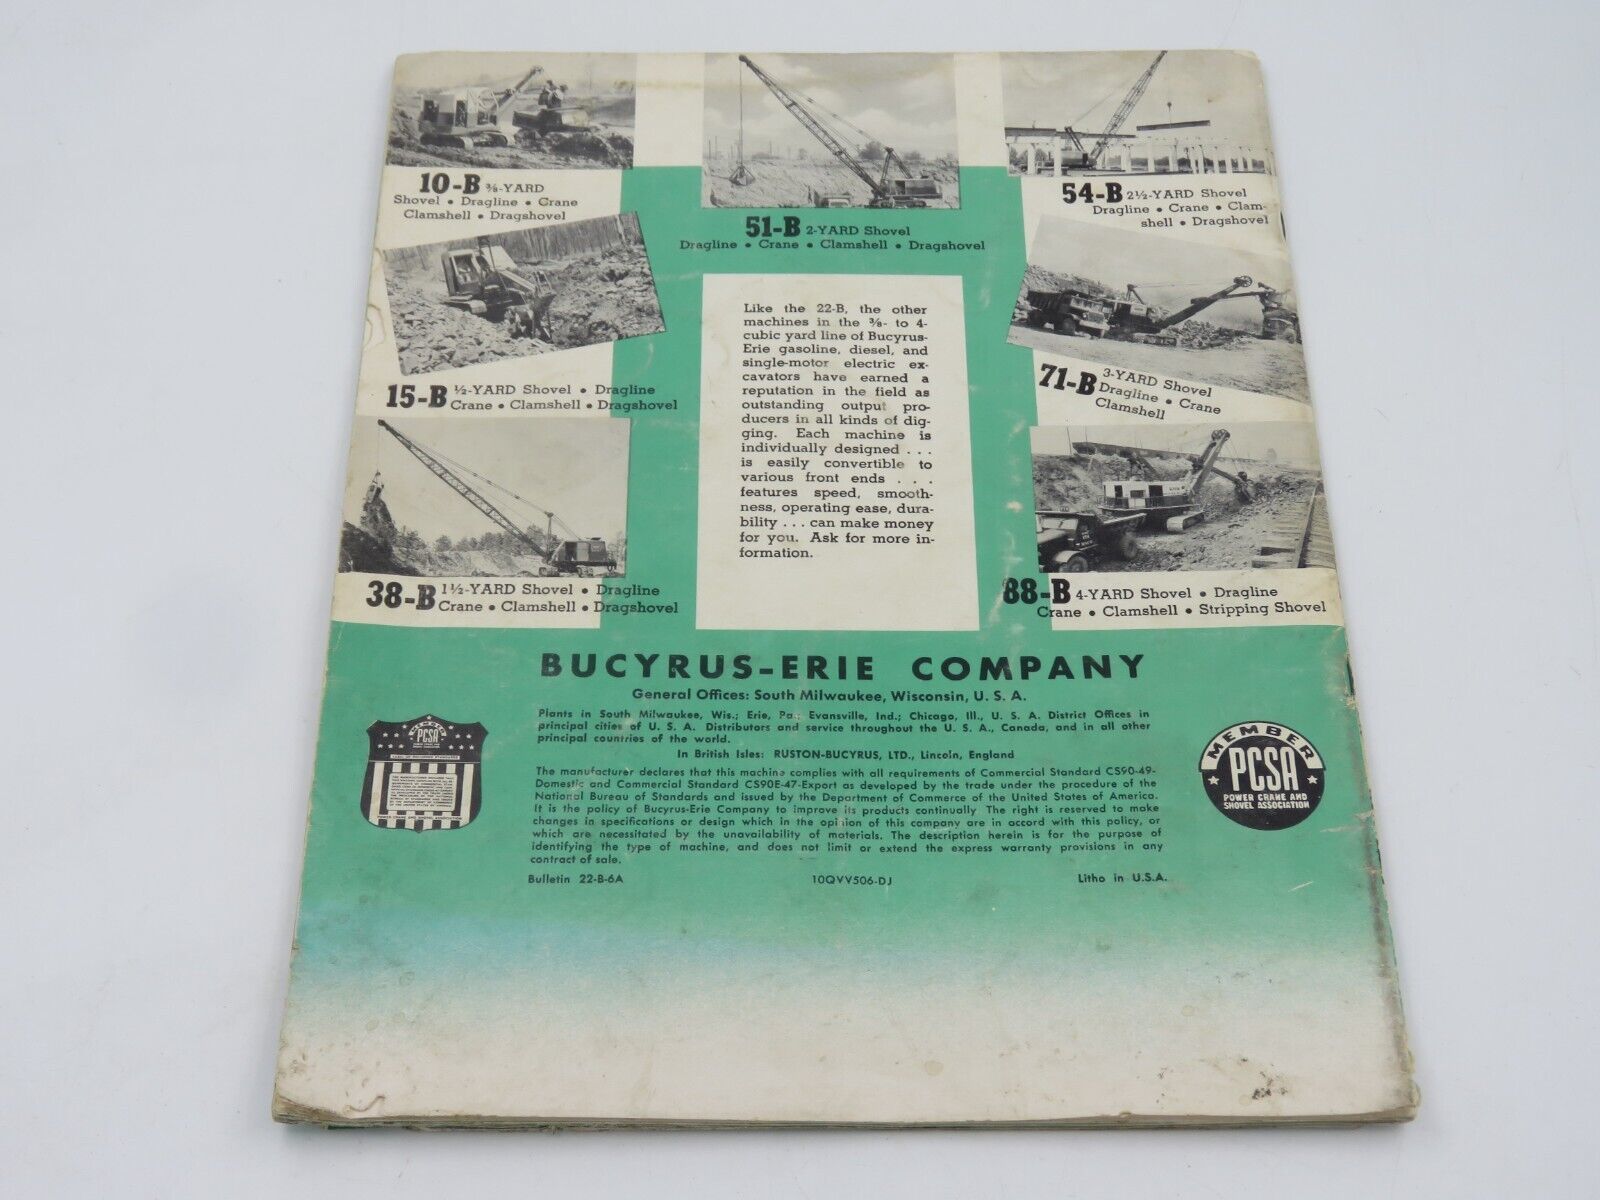 10-B ⅜-YARD
Shovel • Dragline • Crane
Clamshell • Dragshovel
51-B 2-YARD Shovel
Dragline • Crane • Clamshell • Dragshovel
54-B 2½-YARD Shovel
Dragline • Crane • Clam-
shell • Dragshovel
15-B ½-YARD Shovel • Dragline
Crane • Clamshell • Dragshovel
Like the 22-B, the other
machines in the ⅜- to 4-
cubic yard line of Bucyrus-
Erie gasoline, diesel, and
single-motor electric ex-
cavators have earned a
reputation in the field as
outstanding output pro-
ducers in all kinds of dig-
ging. Each machine is
individually designed . . .
is easily convertible to
various front ends . . .
features speed, smooth-
ness, operating ease, dura-
bility . . . can make money
for you. Ask for more in-
formation.
71-B 3-YARD Shovel
Dragline • Crane
Clamshell
38-B 1½-YARD Shovel • Dragline
Crane • Clamshell • Dragshovel
88-B 4-YARD Shovel • Dragline
Crane • Clamshell • Stripping Shovel
BUCYRUS-ERIE COMPANY
General Offices: South Milwaukee, Wisconsin, U. S. A.
Plants in South Milwaukee, Wis.; Erie, Pa.; Evansville, Ind.; Chicago, Ill., U. S. A. District Offices in
principal cities of U. S. A. Distributors and service throughout the U. S. A., Canada, and in all other
principal countries of the world.
In British Isles: RUSTON-BUCYRUS, LTD., Lincoln, England
The manufacturer declares that this machine complies with all requirements of Commercial Standard CS90-49-
Domestic and Commercial Standard CS90E-47-Export as developed by the trade under the procedure of the
National Bureau of Standards and issued by the Department of Commerce of the United States of America.
It is the policy of Bucyrus-Erie Company to improve its products continually The right is reserved to make
changes in specifications or design which in the opinion of this company are in accord with this policy, or
which are necessitated by the unavailability of materials. The description herein is for the purpose of
identifying the type of machine, and does not limit or extend the express warranty provisions in any
contract of sale.
Bulletin 22-B-6A 10QVV506-DJ Litho in U.S.A.
MEMBER
PCSA
POWER CRANE AND
SHOVEL ASSOCIATION
MEMBER
PCSA
POWER CRANE AND SHOVEL ASSOCIATION